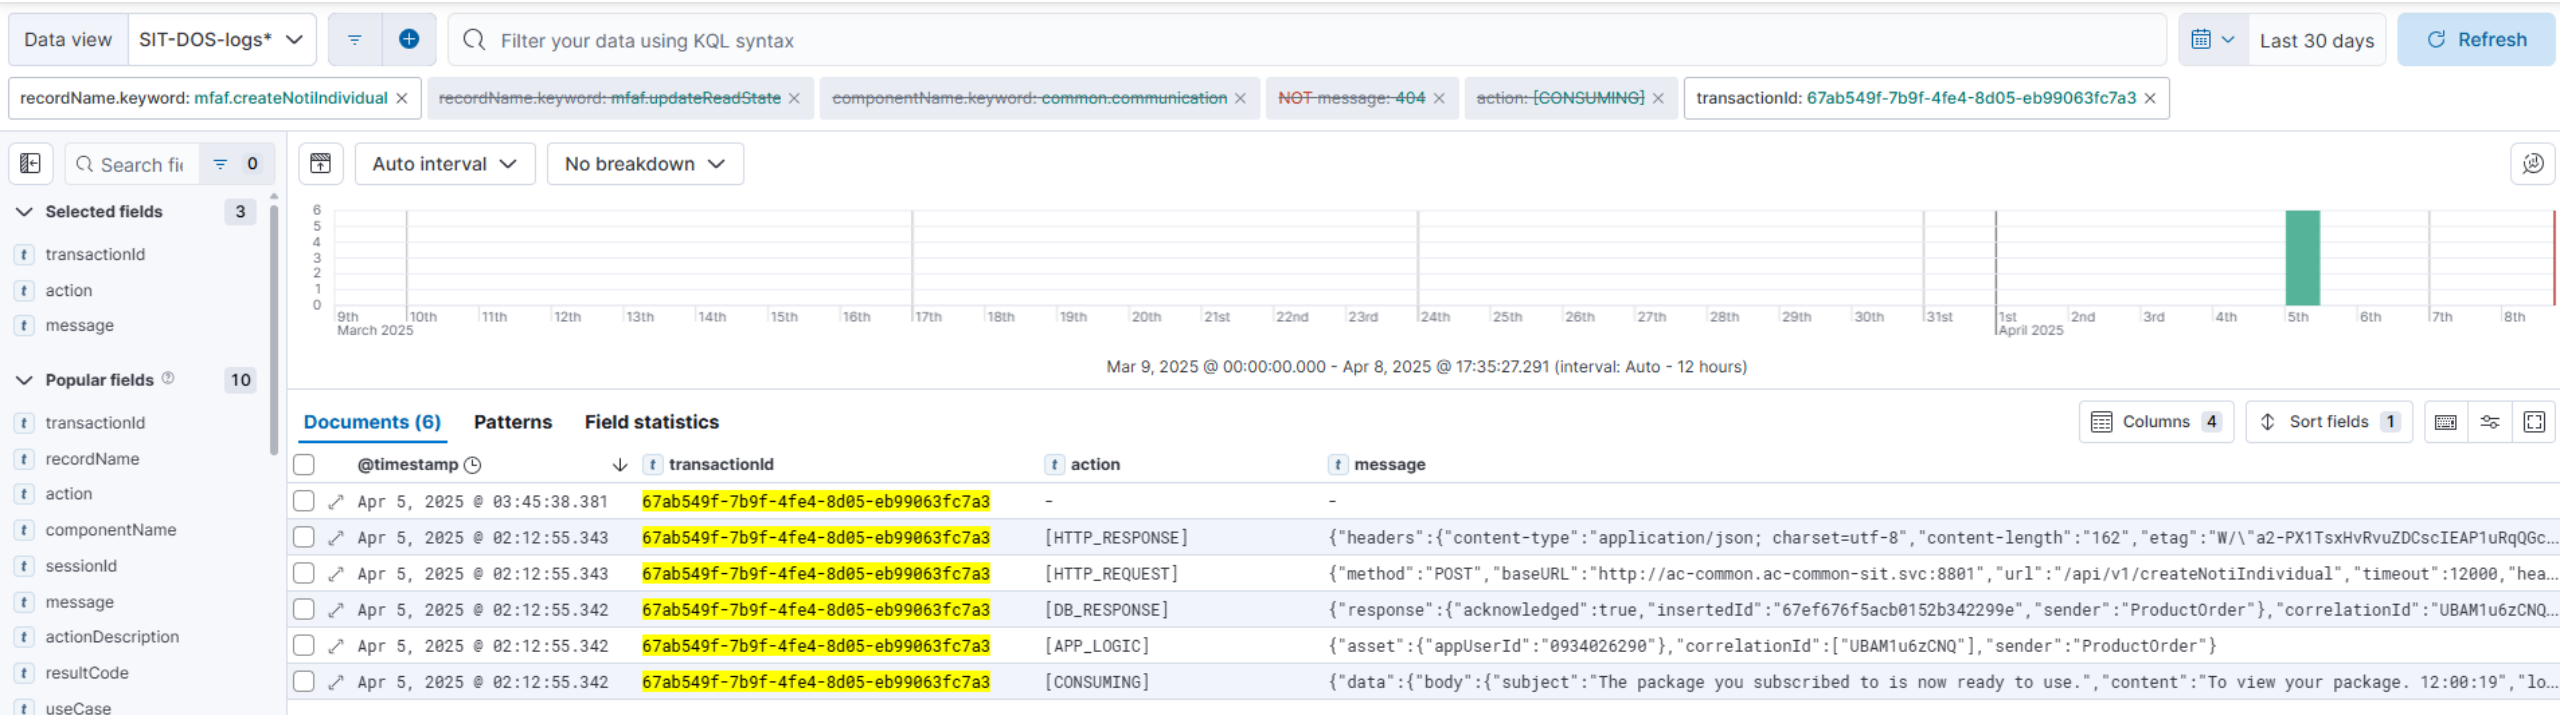 Data view SIT-DOS-logs* Filter your data using KQL syntax Last 30 days Refresh
recordName.keyword: mfaf.createNotiIndividual recordName.keyword: mfaf.updateReadState componentName.keyword: common.communication NOT message: 404 action: [CONSUMING] transactionId: 67ab549f-7b9f-4fe4-8d05-eb99063fc7a3
Search fi 0 Auto interval No breakdown
Selected fields 3
transactionId
action
message
Popular fields 10
transactionId
recordName
action
componentName
sessionId
message
actionDescription
resultCode
useCase
6
5
4
3
2
1
0
9th 10th 11th 12th 13th 14th 15th 16th 17th 18th 19th 20th 21st 22nd 23rd 24th 25th 26th 27th 28th 29th 30th 31st 1st 2nd 3rd 4th 5th 6th 7th 8th
March 2025 April 2025
Mar 9, 2025 @ 00:00:00.000 - Apr 8, 2025 @ 17:35:27.291 (interval: Auto - 12 hours)
Documents (6) Patterns Field statistics Columns 4 Sort fields 1
@timestamp t transactionId t action t message
Apr 5, 2025 @ 03:45:38.381 67ab549f-7b9f-4fe4-8d05-eb99063fc7a3 - -
Apr 5, 2025 @ 02:12:55.343 67ab549f-7b9f-4fe4-8d05-eb99063fc7a3 [HTTP_RESPONSE] {"headers":{"content-type":"application/json; charset=utf-8","content-length":"162","etag":"W/\"a2-PX1TsxHvRvuZDCscIEAP1uRqQGc...
Apr 5, 2025 @ 02:12:55.343 67ab549f-7b9f-4fe4-8d05-eb99063fc7a3 [HTTP_REQUEST] {"method":"POST","baseURL":"http://ac-common.ac-common-sit.svc:8801","url":"/api/v1/createNotiIndividual","timeout":12000,"hea...
Apr 5, 2025 @ 02:12:55.342 67ab549f-7b9f-4fe4-8d05-eb99063fc7a3 [DB_RESPONSE] {"response":{"acknowledged":true,"insertedId":"67ef676f5acb0152b342299e","sender":"ProductOrder"},"correlationId":"UBAM1u6zCNQ...
Apr 5, 2025 @ 02:12:55.342 67ab549f-7b9f-4fe4-8d05-eb99063fc7a3 [APP_LOGIC] {"asset":{"appUserId":"0934026290"},"correlationId":["UBAM1u6zCNQ"],"sender":"ProductOrder"}
Apr 5, 2025 @ 02:12:55.342 67ab549f-7b9f-4fe4-8d05-eb99063fc7a3 [CONSUMING] {"data":{"body":{"subject":"The package you subscribed to is now ready to use.","content":"To view your package. 12:00:19","lo...